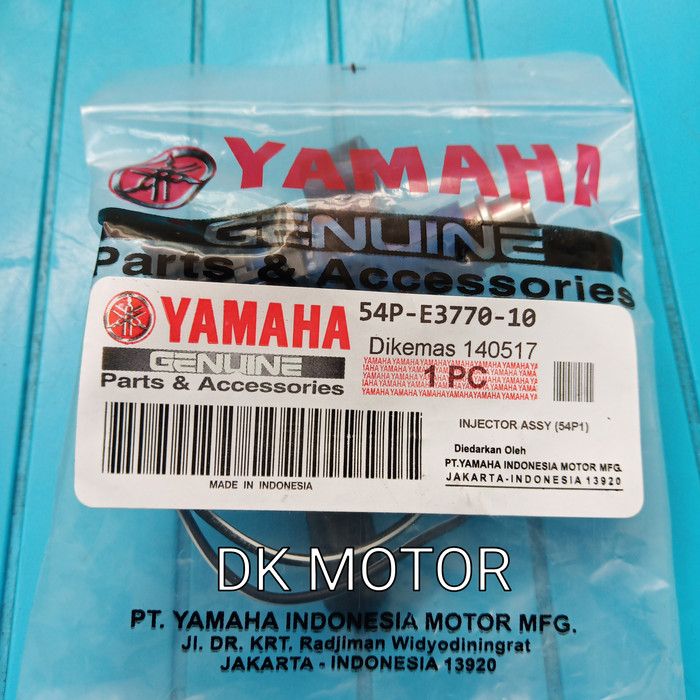 YAMAHA
GENUINE
Parts & Accessories
YAMAHA
GENUINE
Parts & Accessories
54P-E3770-10
Dikemas 140517
1 PC
INJECTOR ASSY (54P1)
Diedarkan Oleh
PT.YAMAHA INDONESIA MOTOR MFG.
JAKARTA-INDONESIA 13920
MADE IN INDONESIA
DK MOTOR
PT. YAMAHA INDONESIA MOTOR MFG.
Jl. DR. KRT. Radjiman Widyodiningrat
JAKARTA - INDONESIA 13920